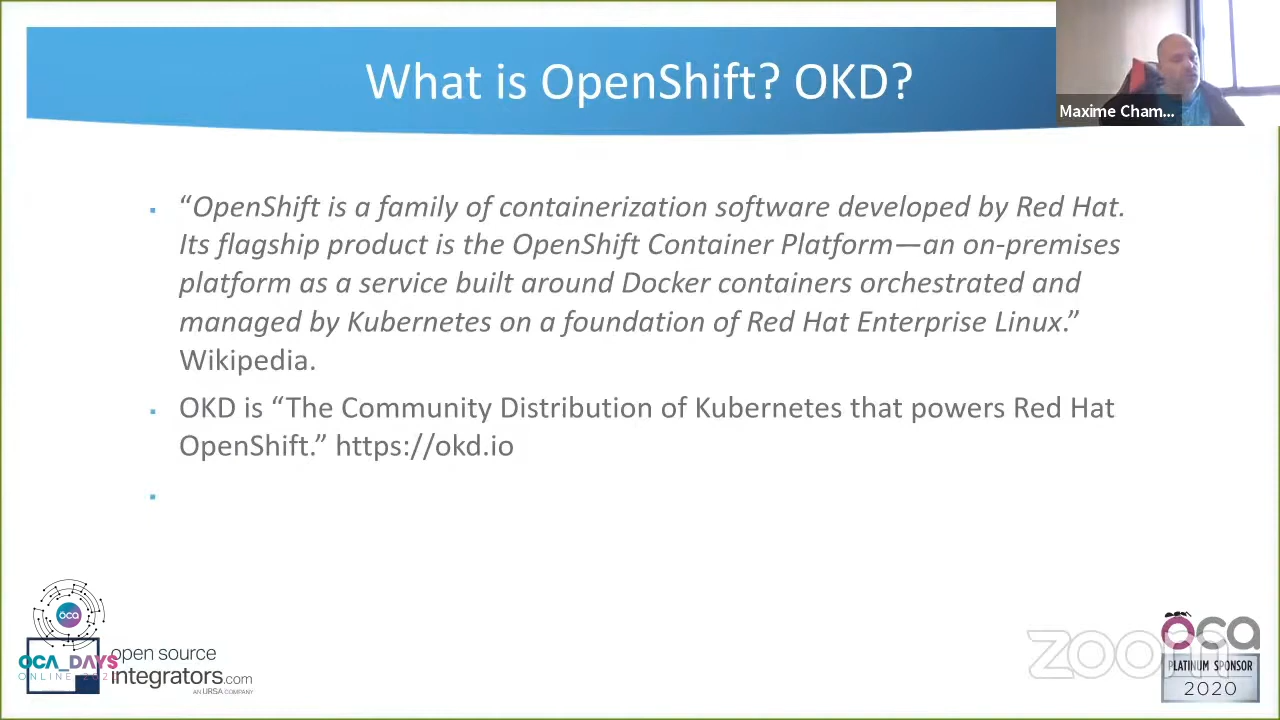 What is OpenShift? OKD?
Maxime Cham...
“OpenShift is a family of containerization software developed by Red Hat.
Its flagship product is the OpenShift Container Platform—an on-premises
platform as a service built around Docker containers orchestrated and
managed by Kubernetes on a foundation of Red Hat Enterprise Linux.”
Wikipedia.
OKD is “The Community Distribution of Kubernetes that powers Red Hat
OpenShift.” https://okd.io
oca
OCA_DAYS
ONLINE
open source
integrators.com
AN URSA COMPANY
zoom
oca
PLATINUM SPONSOR
2020